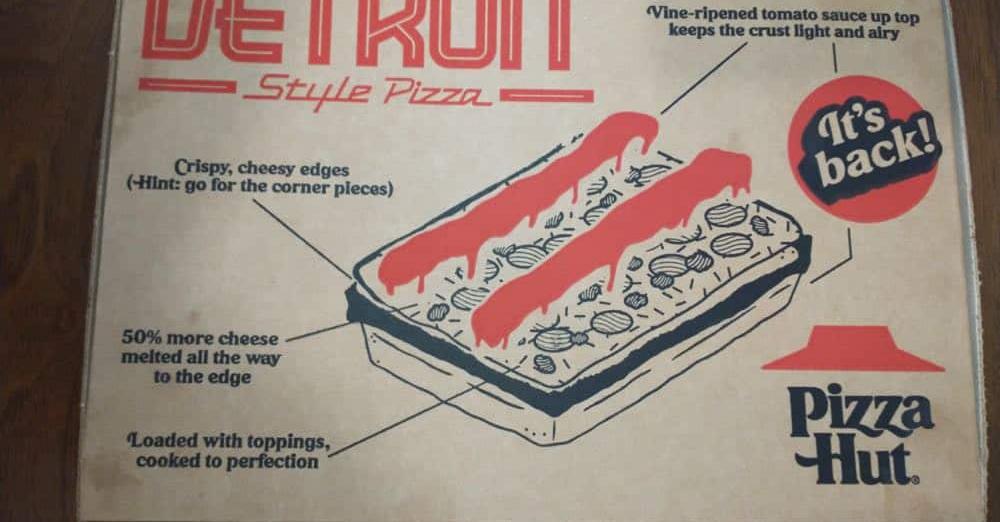 DETROIT
Style Pizza
Vine-ripened tomato sauce up top
keeps the crust light and airy
It's
back!
Crispy, cheesy edges
(Hint: go for the corner pieces)
50% more cheese
melted all the way
to the edge
Loaded with toppings,
cooked to perfection
Pizza
Hut®